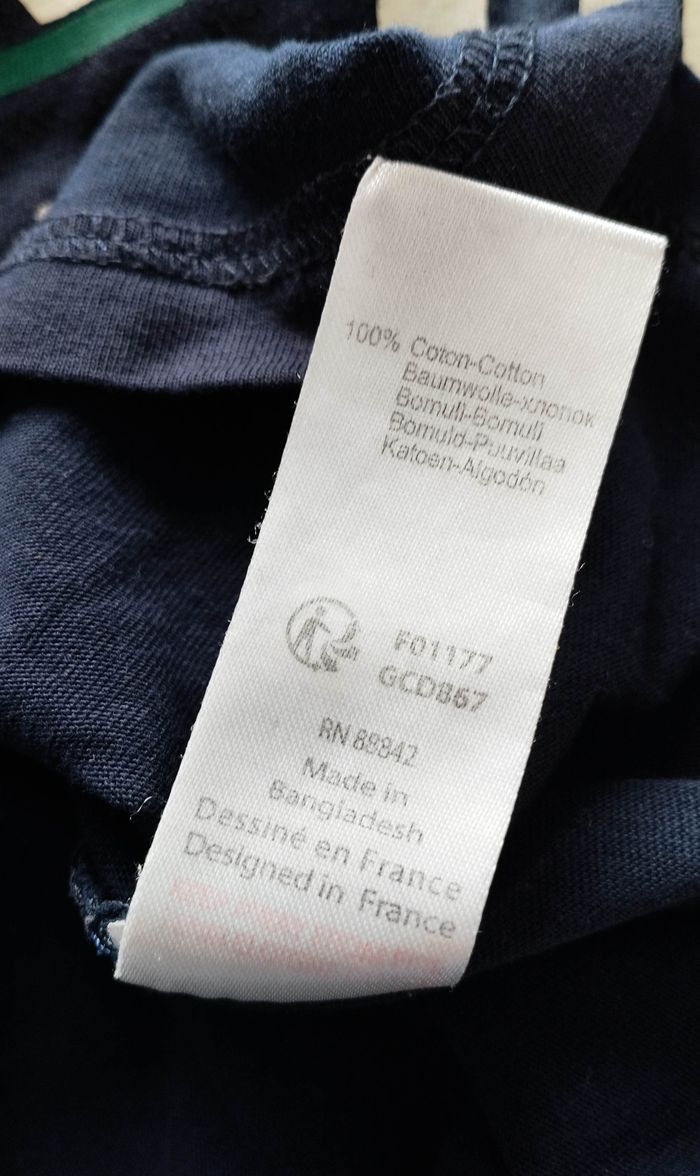 100% Coton-Cotton
Baumwolle-хлопок
Bomull-Bomull
Bomuld-Puuvillaa
Katoen-Algodón
F01177
GCD867
RN 88842
Made in
Bangladesh
Dessiné en France
Designed in France